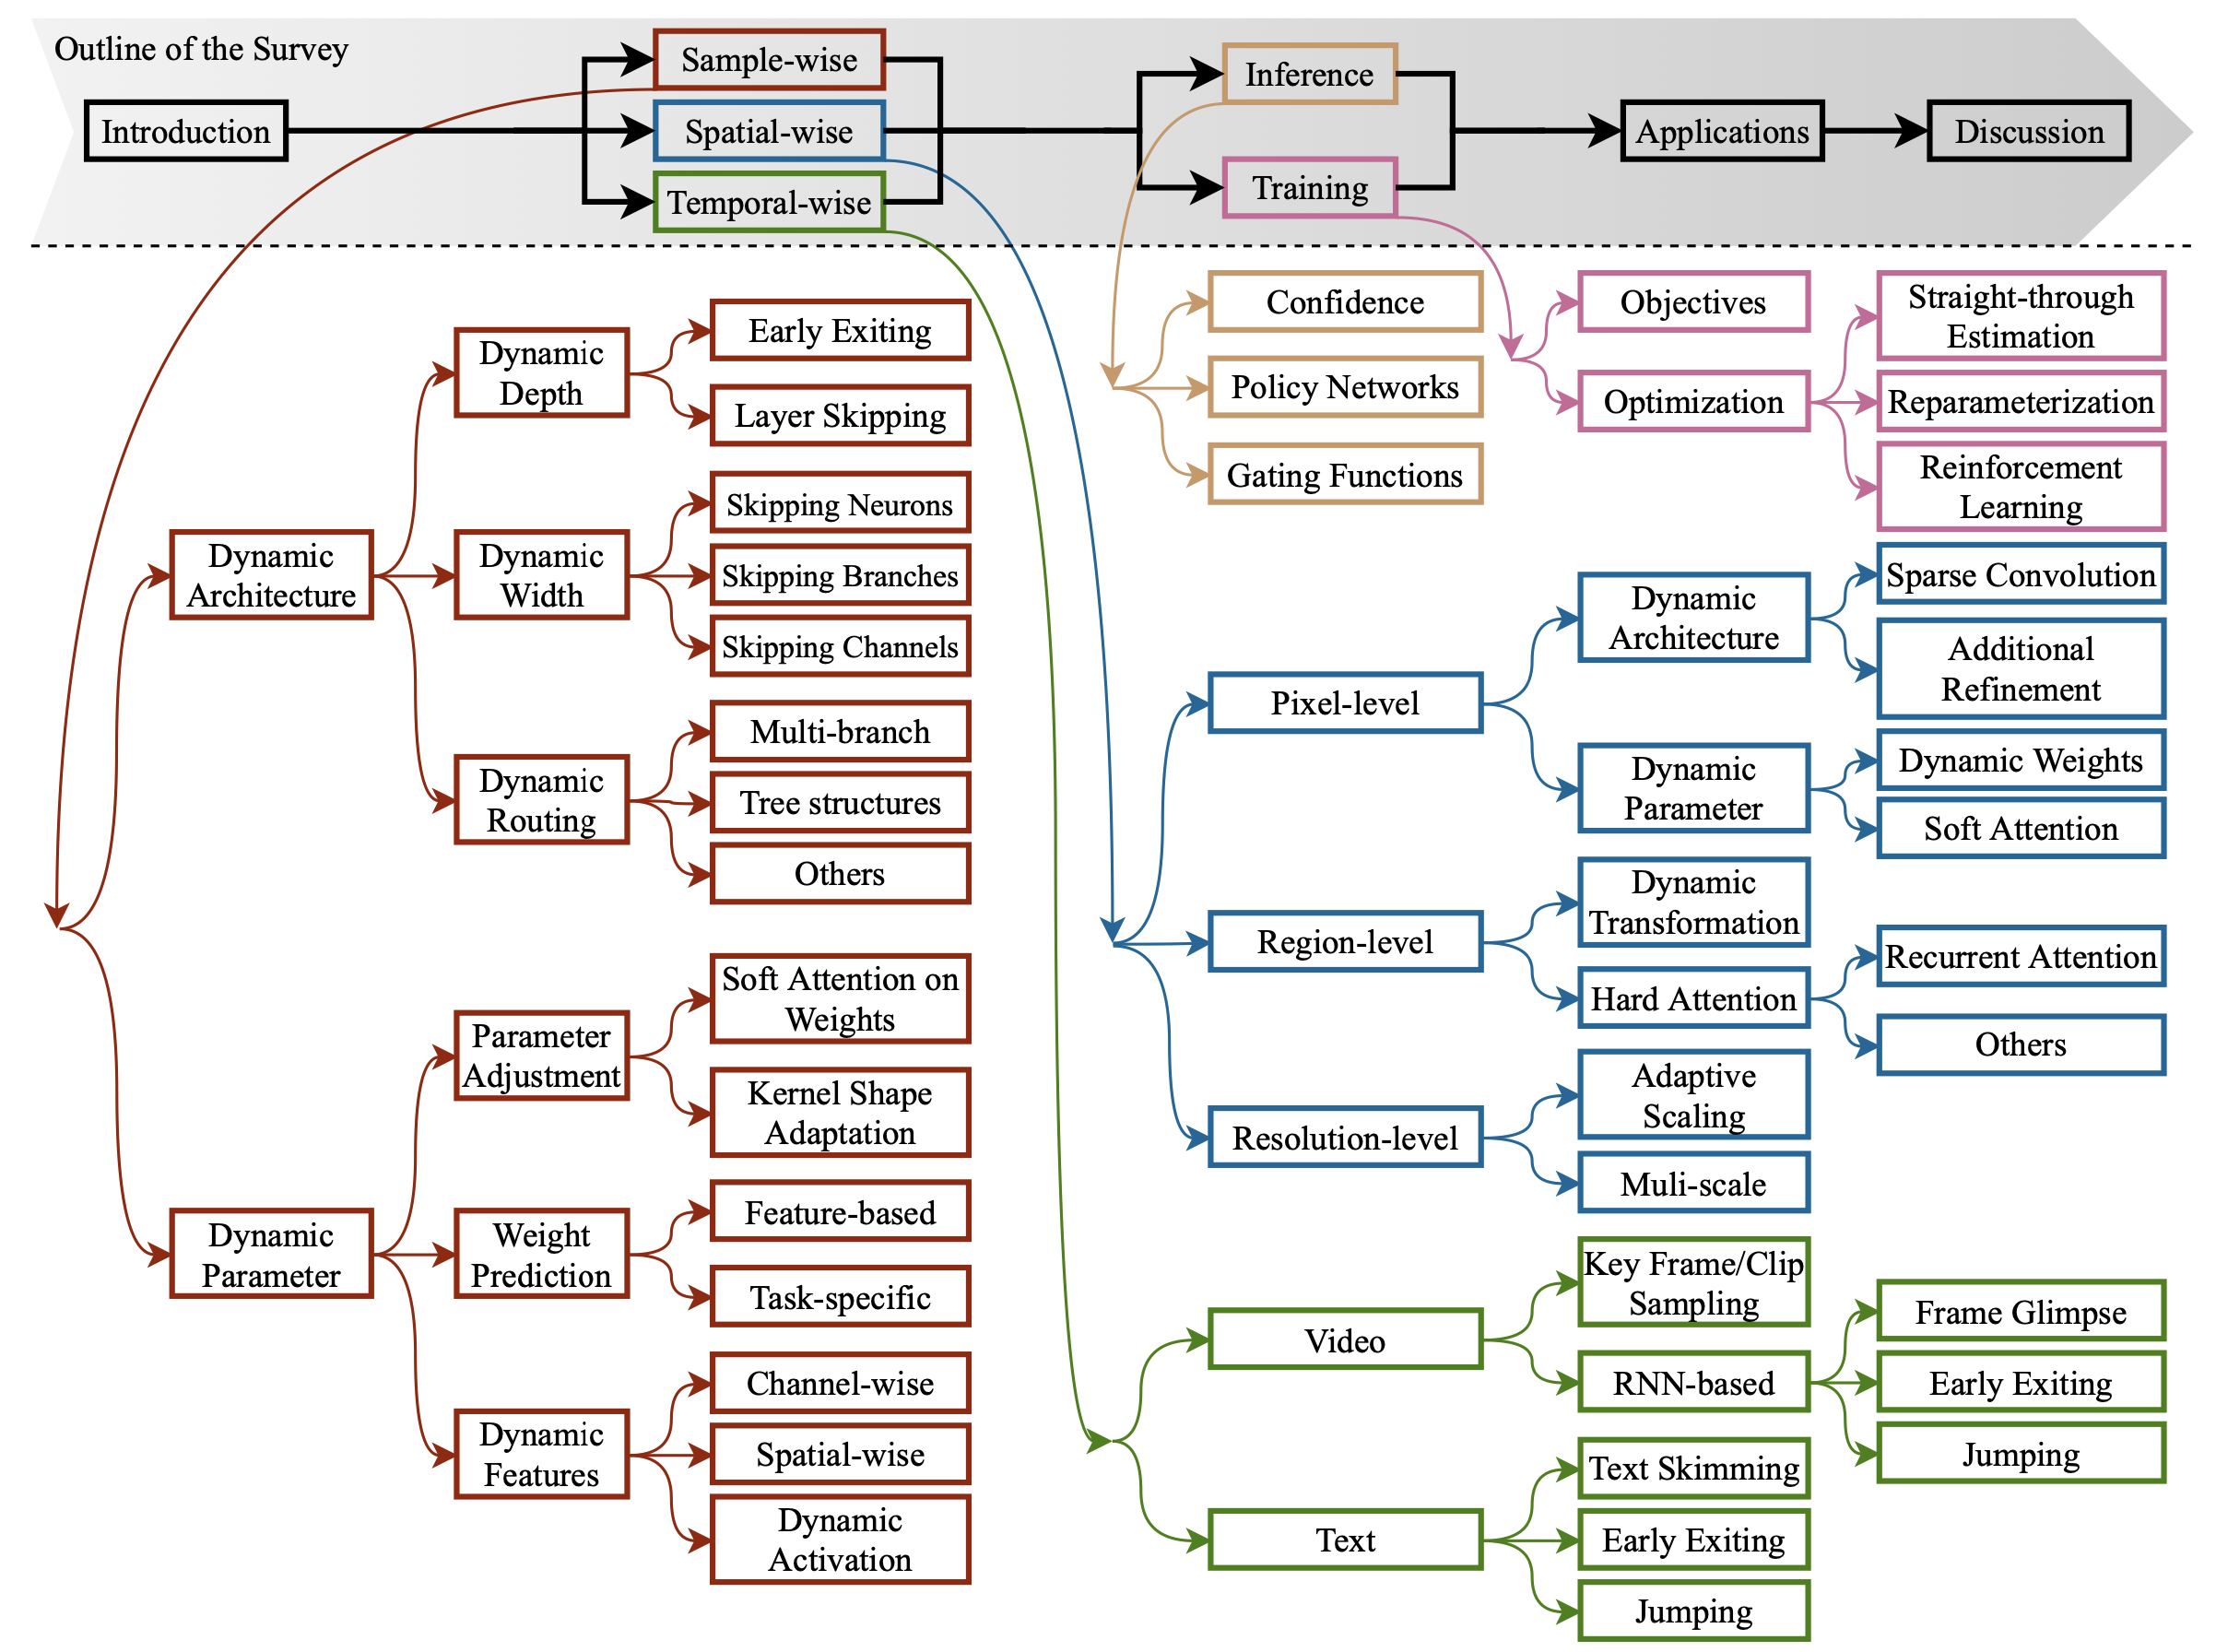 Outline of the Survey
Introduction
Sample-wise
Spatial-wise
Temporal-wise
Inference
Training
Applications
Discussion
Dynamic
Architecture
Dynamic
Depth
Early Exiting
Layer Skipping
Dynamic
Width
Skipping Neurons
Skipping Branches
Skipping Channels
Dynamic
Routing
Multi-branch
Tree structures
Others
Dynamic
Parameter
Parameter
Adjustment
Soft Attention on
Weights
Kernel Shape
Adaptation
Weight
Prediction
Feature-based
Task-specific
Dynamic
Features
Channel-wise
Spatial-wise
Dynamic
Activation
Confidence
Policy Networks
Gating Functions
Objectives
Optimization
Straight-through
Estimation
Reparameterization
Reinforcement
Learning
Pixel-level
Dynamic
Architecture
Sparse Convolution
Additional
Refinement
Dynamic
Parameter
Dynamic Weights
Soft Attention
Region-level
Dynamic
Transformation
Hard Attention
Recurrent Attention
Others
Resolution-level
Adaptive
Scaling
Muli-scale
Video
Key Frame/Clip
Sampling
RNN-based
Frame Glimpse
Early Exiting
Jumping
Text
Text Skimming
Early Exiting
Jumping